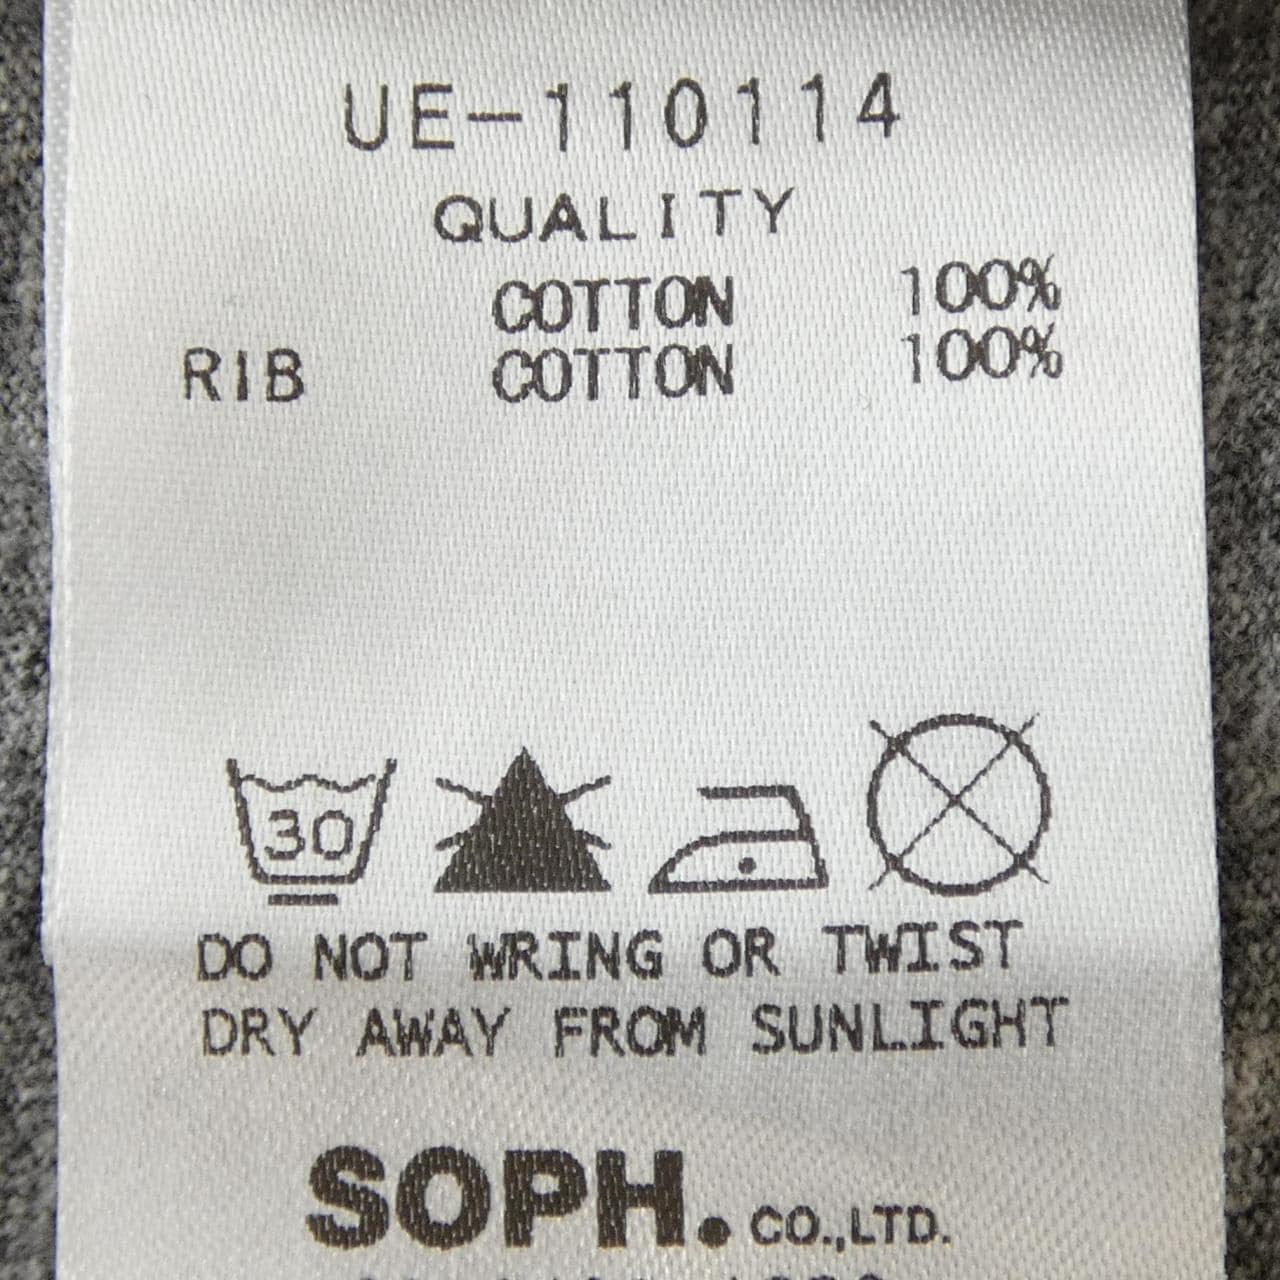 UE-110114
QUALITY
COTTON 100%
RIB COTTON 100%
30
DO NOT WRING OR TWIST
DRY AWAY FROM SUNLIGHT
SOPH. CO.,LTD.